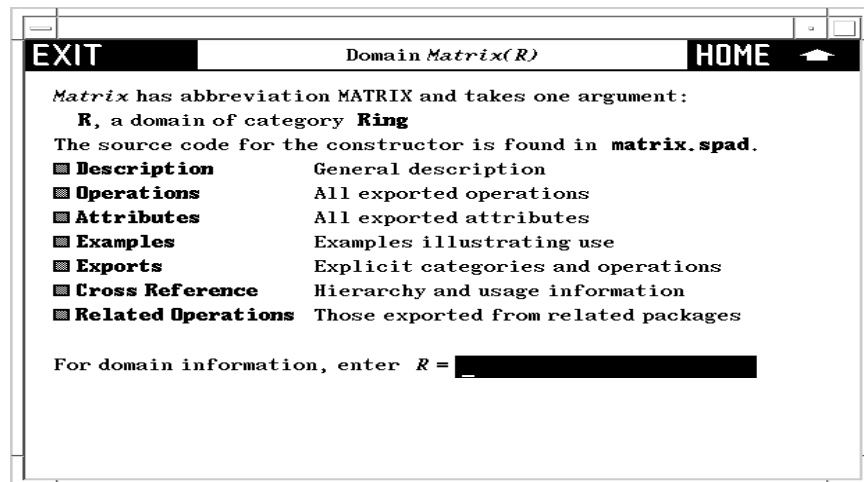 EXIT Domain Matrix(R) HOME
Matrix has abbreviation MATRIX and takes one argument:
R, a domain of category Ring
The source code for the constructor is found in matrix.spad.
Description General description
Operations All exported operations
Attributes All exported attributes
Examples Examples illustrating use
Exports Explicit categories and operations
Cross Reference Hierarchy and usage information
Related Operations Those exported from related packages
For domain information, enter R = _